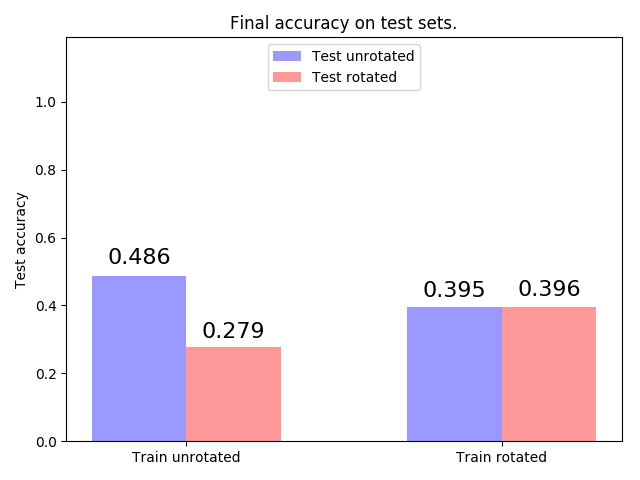 Final accuracy on test sets.
Test unrotated
Test rotated
Test accuracy
1.0
0.8
0.6
0.4
0.2
0.0
0.486
0.279
0.395
0.396
Train unrotated
Train rotated